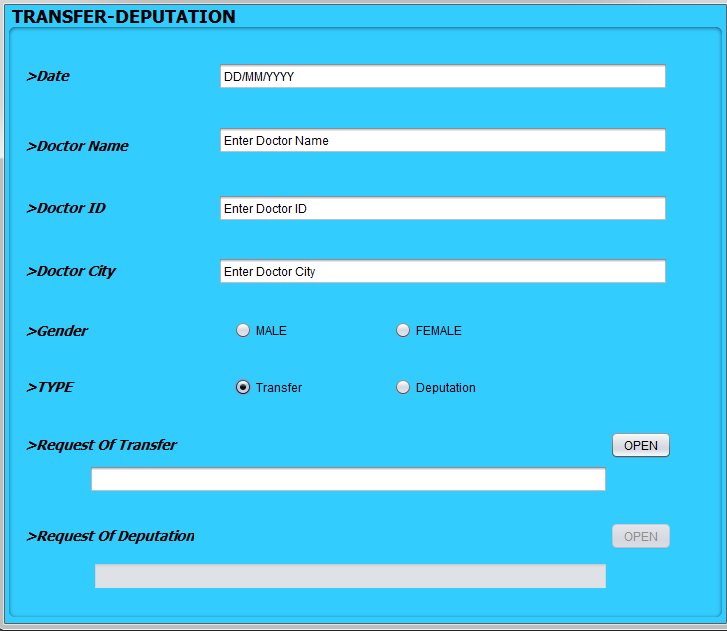 TRANSFER-DEPUTATION
>Date DD/MM/YYYY
>Doctor Name Enter Doctor Name
>Doctor ID Enter Doctor ID
>Doctor City Enter Doctor City
>Gender MALE FEMALE
>TYPE Transfer Deputation
>Request Of Transfer OPEN
>Request Of Deputation OPEN